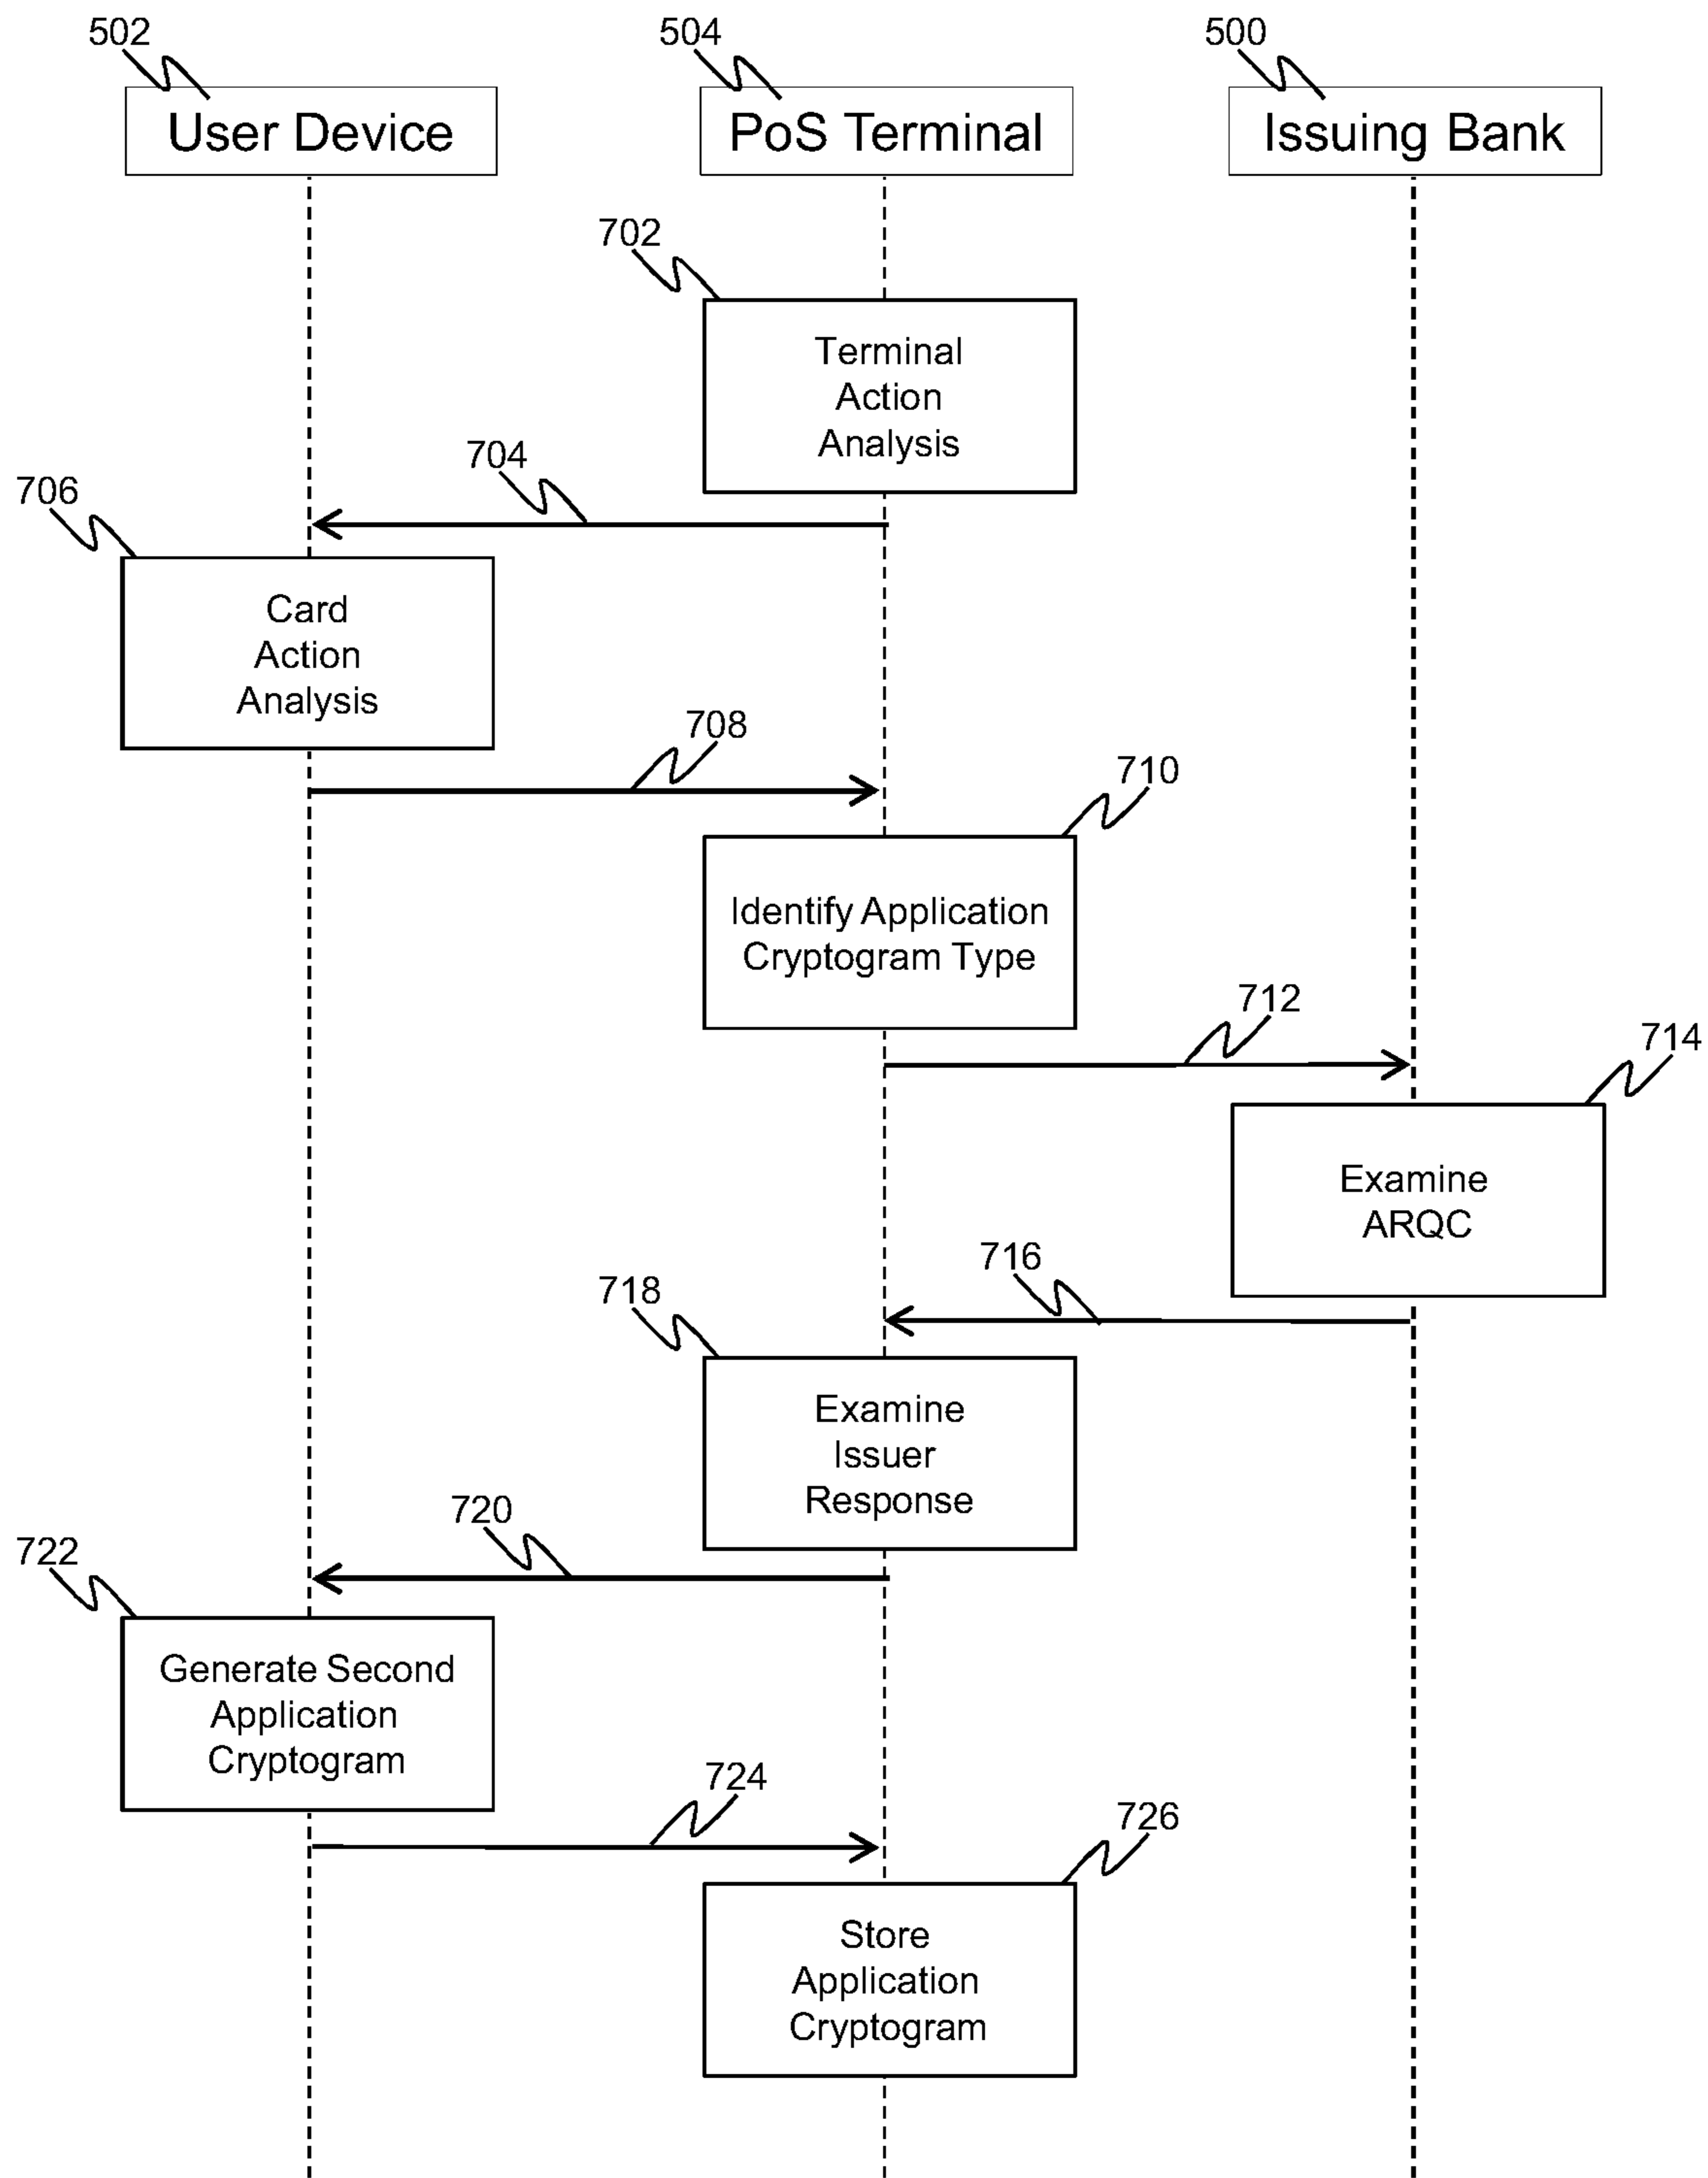 502
504
500
User Device
PoS Terminal
Issuing Bank
702
Terminal
Action
Analysis
704
706
Card
Action
Analysis
708
710
Identify Application
Cryptogram Type
712
714
Examine
ARQC
716
718
Examine
Issuer
Response
720
722
Generate Second
Application
Cryptogram
724
726
Store
Application
Cryptogram